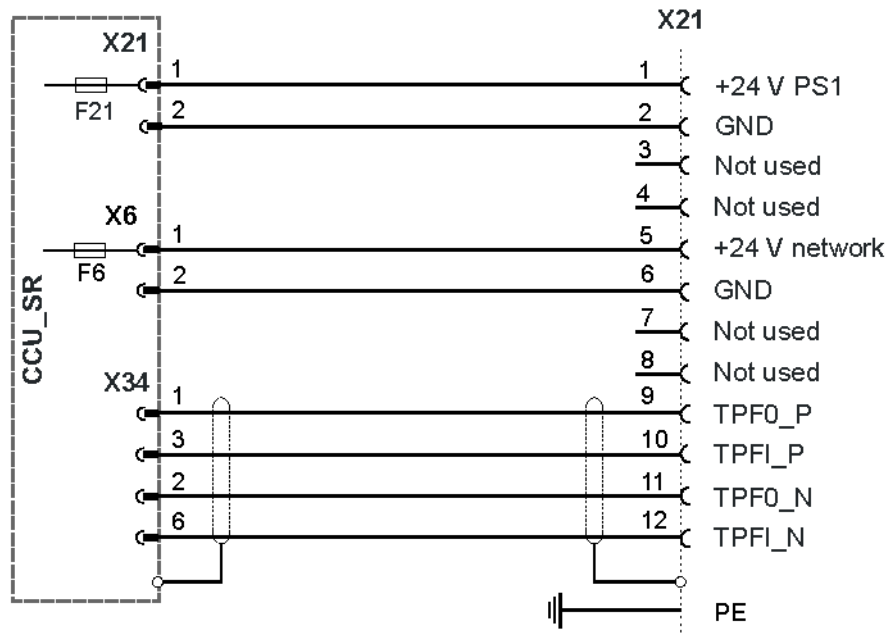 X21
X21
1 1 +24 V PS1
F21
2 2 GND
3 Not used
4 Not used
X6
1 5 +24 V network
F6
2 6 GND
7 Not used
CCU_SR
8 Not used
X34
1 9 TPF0_P
3 10 TPFI_P
2 11 TPF0_N
6 12 TPFI_N
PE